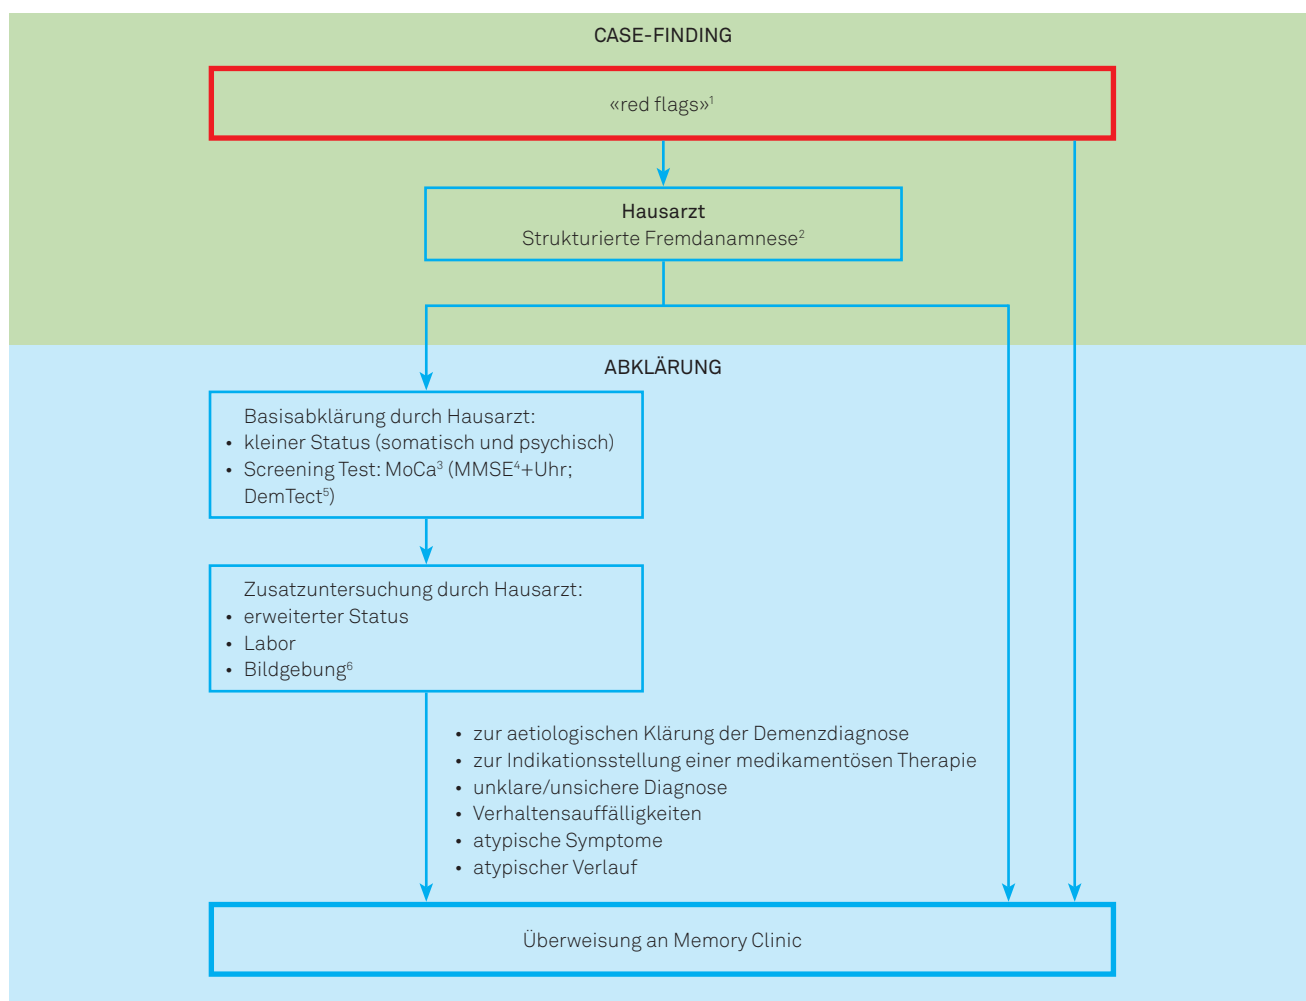 CASE-FINDING
«red flags»¹
Hausarzt
Strukturierte Fremdanamnese²
ABKLÄRUNG
Basisabklärung durch Hausarzt:
• kleiner Status (somatisch und psychisch)
• Screening Test: MoCa³ (MMSE⁴+Uhr;
DemTect⁵)
Zusatzuntersuchung durch Hausarzt:
• erweiterter Status
• Labor
• Bildgebung⁶
• zur aetiologischen Klärung der Demenzdiagnose
• zur Indikationsstellung einer medikamentösen Therapie
• unklare/unsichere Diagnose
• Verhaltensauffälligkeiten
• atypische Symptome
• atypischer Verlauf
Überweisung an Memory Clinic